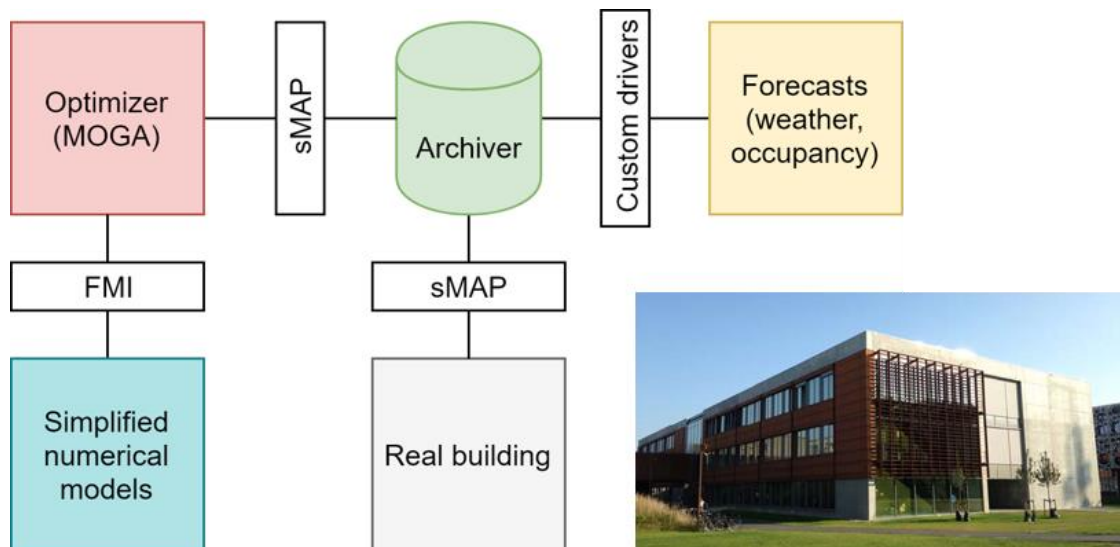 Optimizer
(MOGA)
sMAP
Archiver
Custom drivers
Forecasts
(weather,
occupancy)
FMI
sMAP
Simplified
numerical
models
Real building